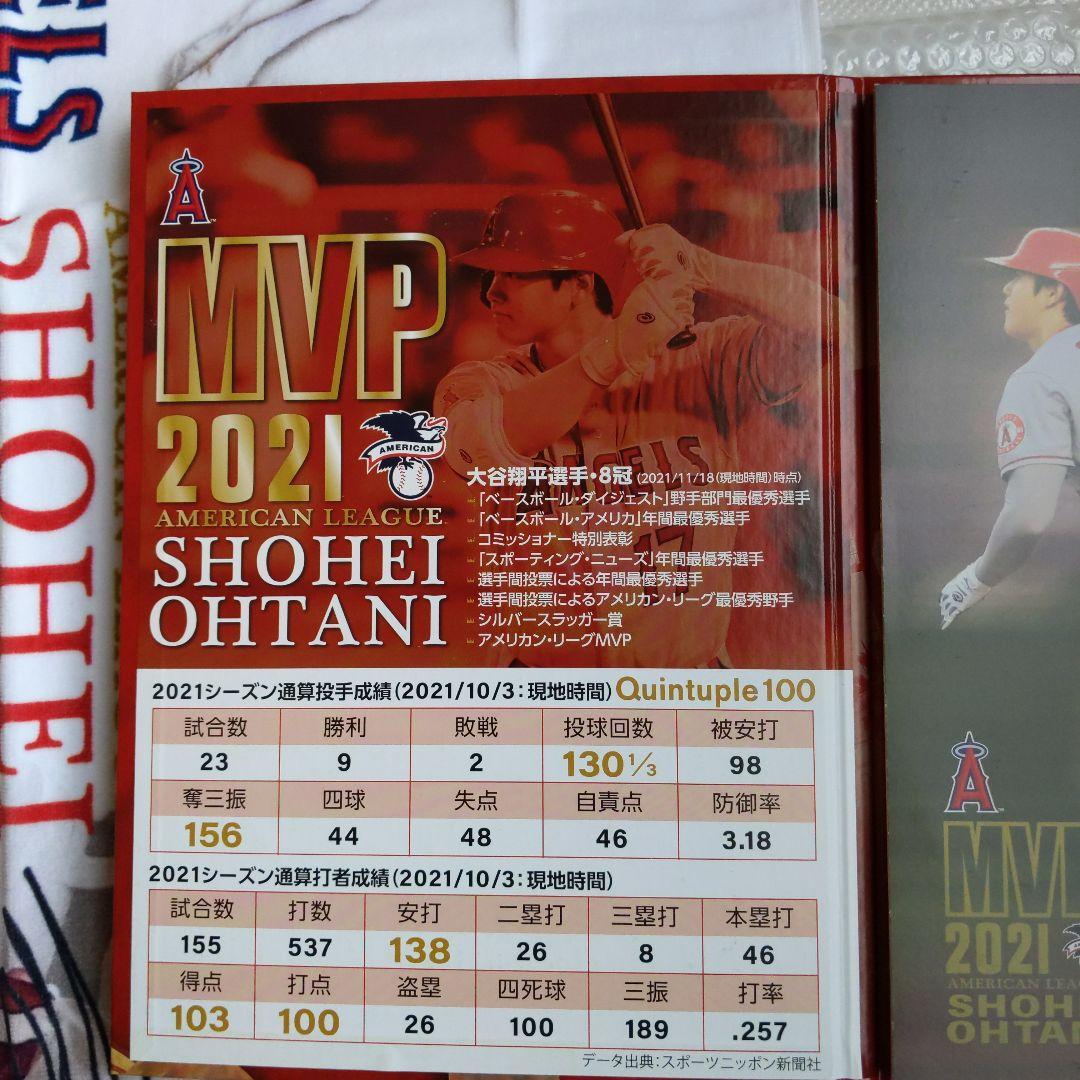 ELS
SHOHEI
A
MVP
2021
AMERICAN
AMERICAN LEAGUE
SHOHEI
OHTANI
ANGELS
17
大谷翔平選手・8冠 (2021/11/18(現地時間)時点)
「ベースボール・ダイジェスト」野手部門最優秀選手
「ベースボール・アメリカ」年間最優秀選手
コミッショナー特別表彰
「スポーティング・ニューズ」年間最優秀選手
選手間投票による年間最優秀選手
選手間投票によるアメリカン・リーグ最優秀野手
シルバースラッガー賞
アメリカン・リーグMVP
2021シーズン通算投手成績(2021/10/3:現地時間) Quintuple 100
試合数 勝利 敗戦 投球回数 被安打
23 9 2 130 1/3 98
奪三振 四球 失点 自責点 防御率
156 44 48 46 3.18
2021シーズン通算打者成績(2021/10/3:現地時間)
試合数 打数 安打 二塁打 三塁打 本塁打
155 537 138 26 8 46
得点 打点 盗塁 四死球 三振 打率
103 100 26 100 189 .257
データ出典:スポーツニッポン新聞社
A
MVP
2021
AMERICAN LEA
SHOH
OHTA